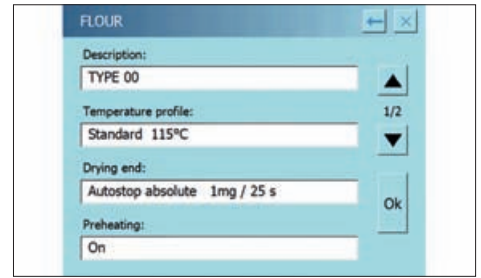 FLOUR
Description:
TYPE 00
Temperature profile:
1/2
Standard 115°C
Drying end:
Autostop absolute 1mg / 25 s
Ok
Preheating:
On